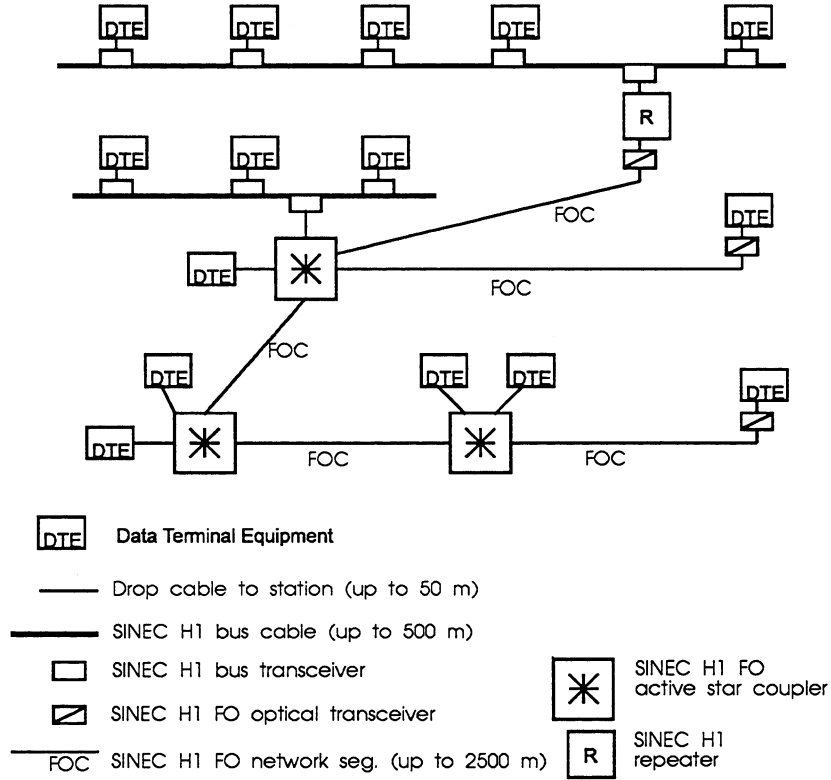 DTE DTE DTE DTE DTE
R
DTE DTE DTE
FOC
DTE
DTE
FOC
FOC
DTE DTE DTE DTE
DTE
FOC FOC
DTE Data Terminal Equipment
Drop cable to station (up to 50 m)
SINEC H1 bus cable (up to 500 m)
SINEC H1 bus transceiver
SINEC H1 FO optical transceiver
FOC SINEC H1 FO network seg. (up to 2500 m)
SINEC H1 FO
active star coupler
R SINEC H1
repeater